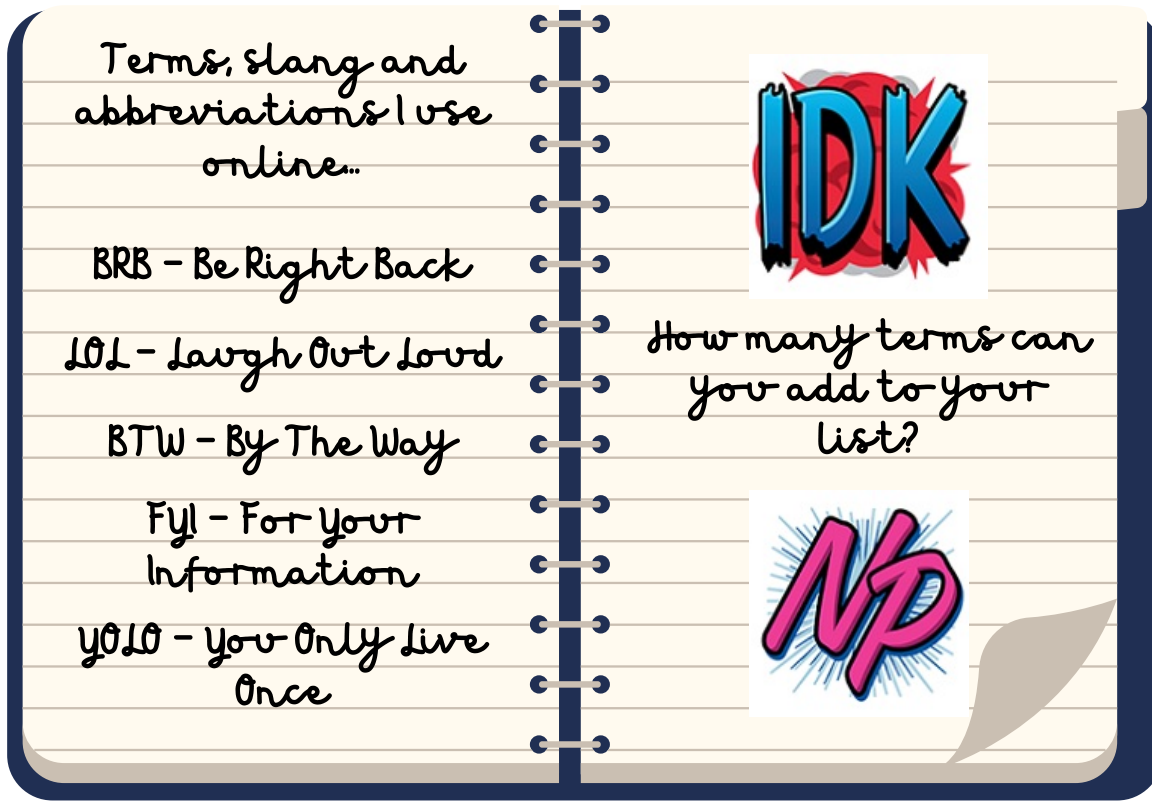 Terms, slang and
abbreviations I use
online...
BRB - Be Right Back
LOL - Laugh Out Loud
BTW - By The Way
FYI - For Your
Information
YOLO - You Only Live
Once
IDK
How many terms can
you add to your
list?
NP